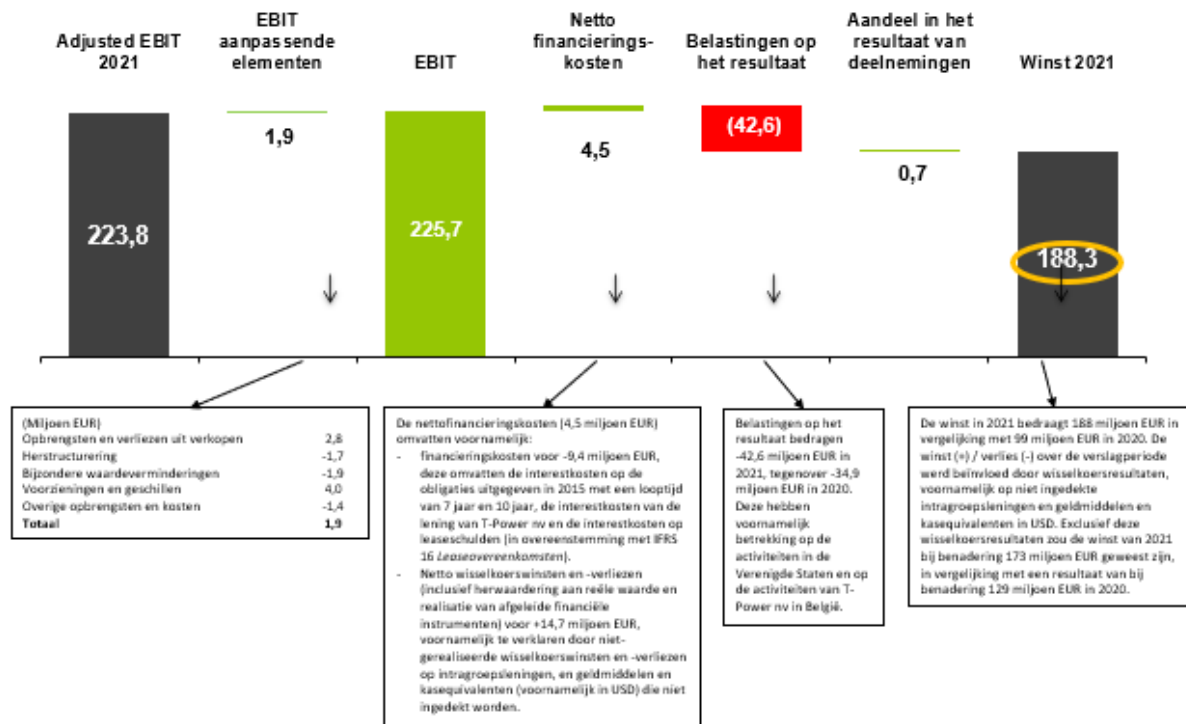 Adjusted EBIT
2021
EBIT
aanpassende
elementen
EBIT
Netto
financierings-
kosten
Belastingen op
het resultaat
Aandeel in het
resultaat van
deelnemingen
Winst 2021
223,8
1,9
225,7
4,5
(42,6)
0,7
188,3
(Miljoen EUR)
Opbrengsten en verliezen uit verkopen 2,8
Herstructurering -1,7
Bijzondere waardeverminderingen -1,9
Voorzieningen en geschillen 4,0
Overige opbrengsten en kosten -1,4
Totaal 1,9
De nettofinancieringskosten (4,5 miljoen EUR)
omvatten voornamelijk:
- financieringskosten voor -9,4 miljoen EUR,
deze omvatten de interestkosten op de
obligaties uitgegeven in 2015 met een looptijd
van 7 jaar en 10 jaar, de interestkosten van de
lening van T-Power nv en de interestkosten op
leaseschulden (in overeenstemming met IFRS
16 Leaseovereenkomsten).
- Netto wisselkoerswinsten en -verliezen
(inclusief herwaardering aan reële waarde en
realisatie van afgeleide financiële
instrumenten) voor +14,7 miljoen EUR,
voornamelijk te verklaren door niet-
gerealiseerde wisselkoerswinsten en -verliezen
op intragroepsleningen, en geldmiddelen en
kasequivalenten (voornamelijk in USD) die niet
ingedekt worden.
Belastingen op het
resultaat bedragen
-42,6 miljoen EUR in
2021, tegenover -34,9
miljoen EUR in 2020.
Deze hebben
voornamelijk
betrekking op de
activiteiten in de
Verenigde Staten en op
de activiteiten van T-
Power nv in België.
De winst in 2021 bedraagt 188 miljoen EUR in
vergelijking met 99 miljoen EUR in 2020. De
winst (+) / verlies (-) over de verslagperiode
werd beïnvloed door wisselkoersresultaten,
voornamelijk op niet ingedekte
intragroepsleningen en geldmiddelen en
kasequivalenten in USD. Exclusief deze
wisselkoersresultaten zou de winst van 2021
bij benadering 173 miljoen EUR geweest zijn,
in vergelijking met een resultaat van bij
benadering 129 miljoen EUR in 2020.